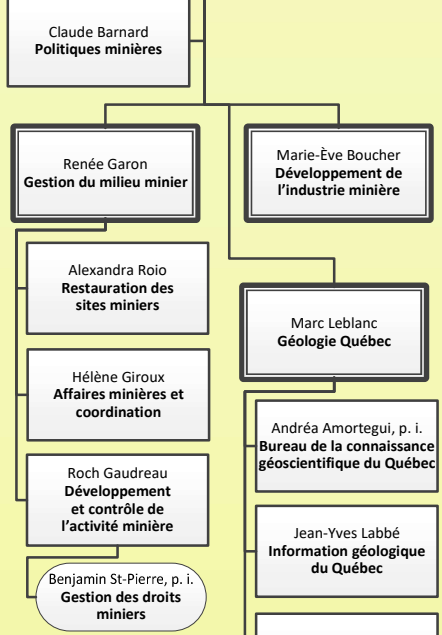 Claude Barnard
Politiques minières
Renée Garon
Gestion du milieu minier
Marie-Ève Boucher
Développement de
l'industrie minière
Alexandra Roio
Restauration des
sites miniers
Marc Leblanc
Géologie Québec
Hélène Giroux
Affaires minières et
coordination
Andréa Amortegui, p. i.
Bureau de la connaissance
géoscientifique du Québec
Roch Gaudreau
Développement
et contrôle de
l'activité minière
Jean-Yves Labbé
Information géologique
du Québec
Benjamin St-Pierre, p. i.
Gestion des droits
miniers